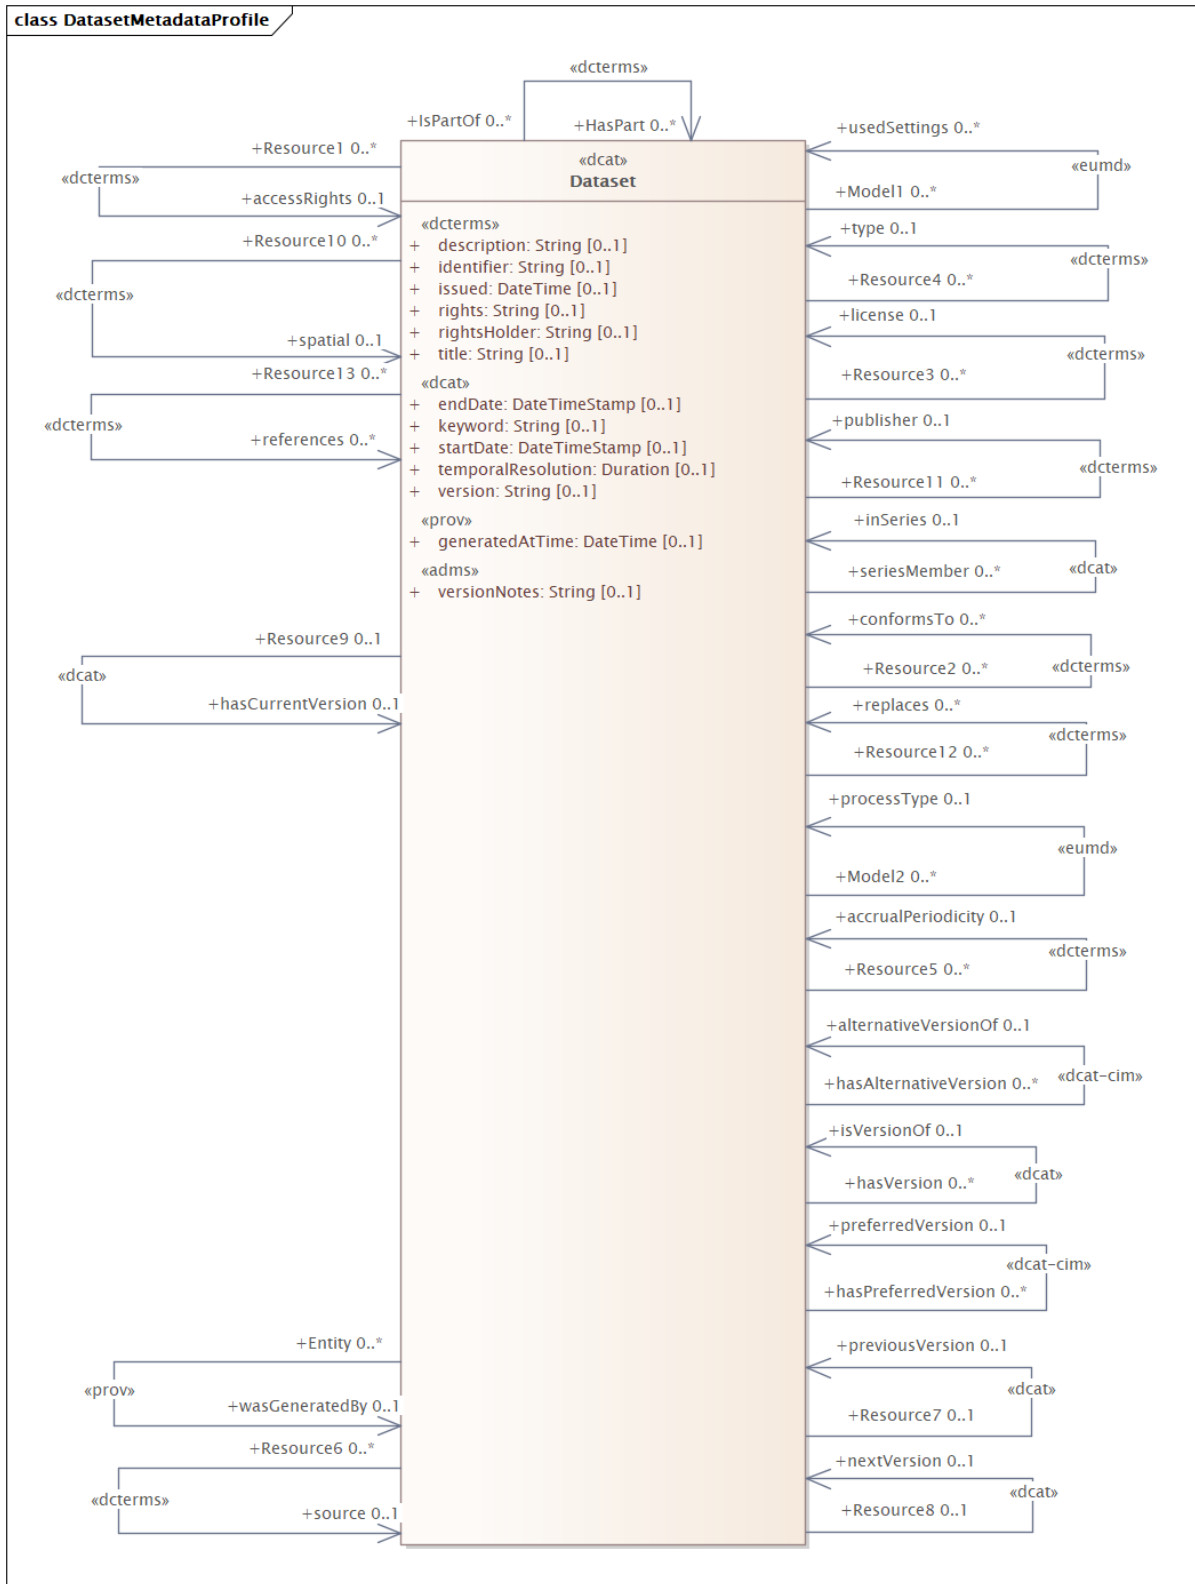 class DatasetMetadataProfile
«dcterms»
+IsPartOf 0..*
+HasPart 0..*
«dcat»
Dataset
«dcterms»
+ description: String [0..1]
+ identifier: String [0..1]
+ issued: DateTime [0..1]
+ rights: String [0..1]
+ rightsHolder: String [0..1]
+ title: String [0..1]
«dcat»
+ endDate: DateTimeStamp [0..1]
+ keyword: String [0..1]
+ startDate: DateTimeStamp [0..1]
+ temporalResolution: Duration [0..1]
+ version: String [0..1]
«prov»
+ generatedAtTime: DateTime [0..1]
«adms»
+ versionNotes: String [0..1]
+Resource1 0..*
«dcterms»
+accessRights 0..1
+Resource10 0..*
«dcterms»
+spatial 0..1
+Resource13 0..*
«dcterms»
+references 0..*
+Resource9 0..1
«dcat»
+hasCurrentVersion 0..1
+Entity 0..*
«prov»
+wasGeneratedBy 0..1
+Resource6 0..*
«dcterms»
+source 0..1
+usedSettings 0..*
«eumd»
+Model1 0..*
+type 0..1
«dcterms»
+Resource4 0..*
+license 0..1
«dcterms»
+Resource3 0..*
+publisher 0..1
«dcterms»
+Resource11 0..*
+inSeries 0..1
«dcat»
+seriesMember 0..*
+conformsTo 0..*
«dcterms»
+Resource2 0..*
+replaces 0..*
«dcterms»
+Resource12 0..*
+processType 0..1
«eumd»
+Model2 0..*
+accrualPeriodicity 0..1
«dcterms»
+Resource5 0..*
+alternativeVersionOf 0..1
«dcat-cim»
+hasAlternativeVersion 0..*
+isVersionOf 0..1
«dcat»
+hasVersion 0..*
+preferredVersion 0..1
«dcat-cim»
+hasPreferredVersion 0..*
+previousVersion 0..1
«dcat»
+Resource7 0..1
+nextVersion 0..1
«dcat»
+Resource8 0..1